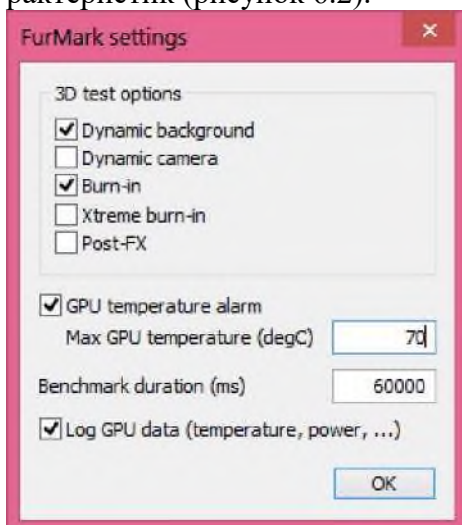 рактеристик (рисунок 6.2).
FurMark settings
3D test options
Dynamic background
Dynamic camera
Burn-in
Xtreme burn-in
Post-FX
GPU temperature alarm
Max GPU temperature (degC) 70
Benchmark duration (ms) 60000
Log GPU data (temperature, power, ...)
OK